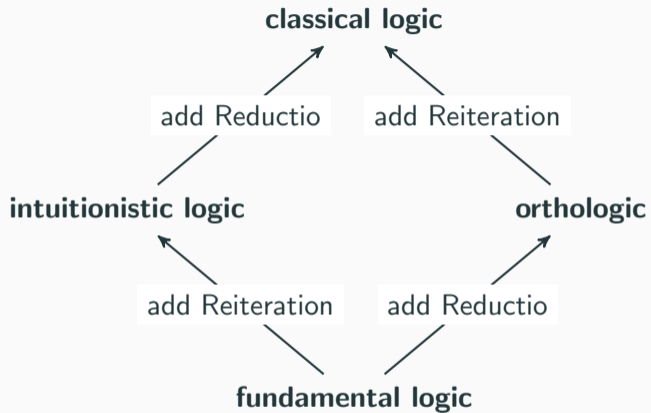 classical logic
add Reductio
add Reiteration
intuitionistic logic
orthologic
add Reiteration
add Reductio
fundamental logic